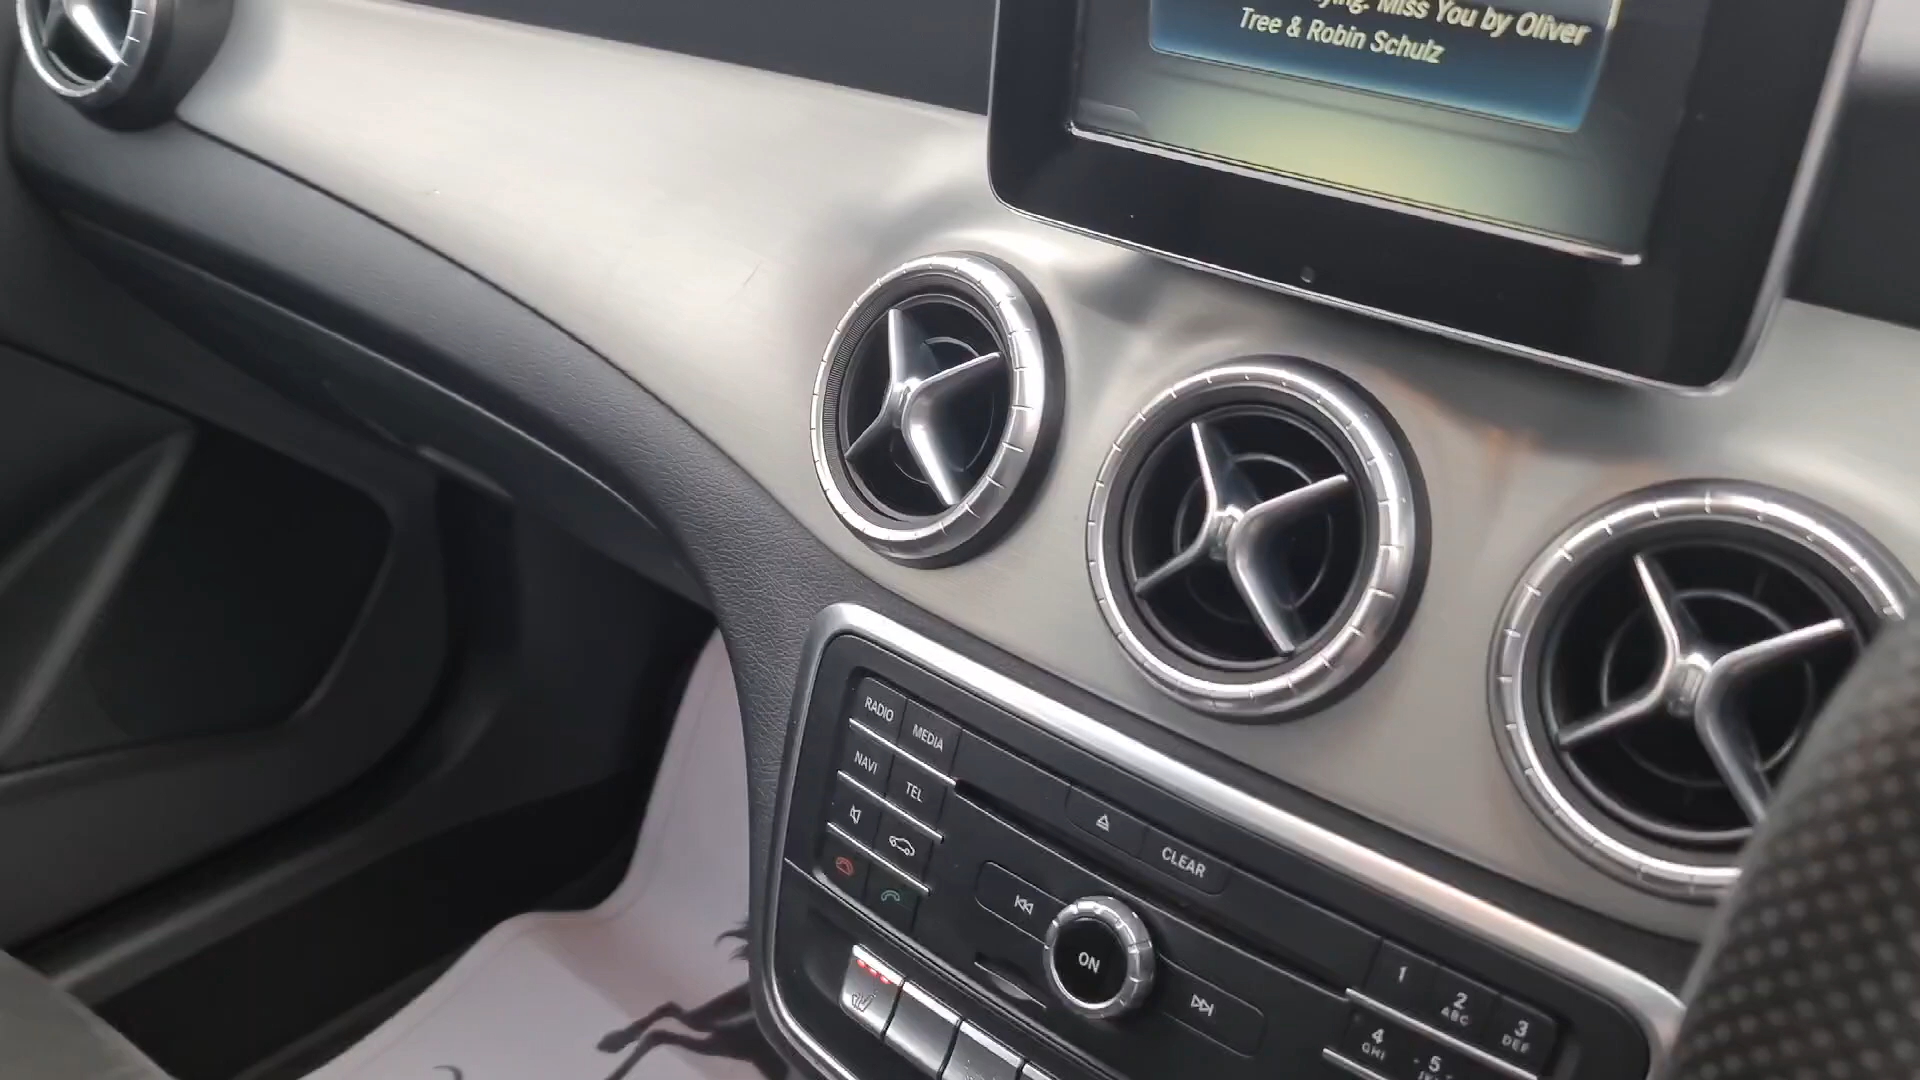 Miss You by Oliver
Tree & Robin Schulz
RADIO
MEDIA
NAVI
TEL
CLEAR
ON
1
2
ABC
3
DEF
4
GHI
5